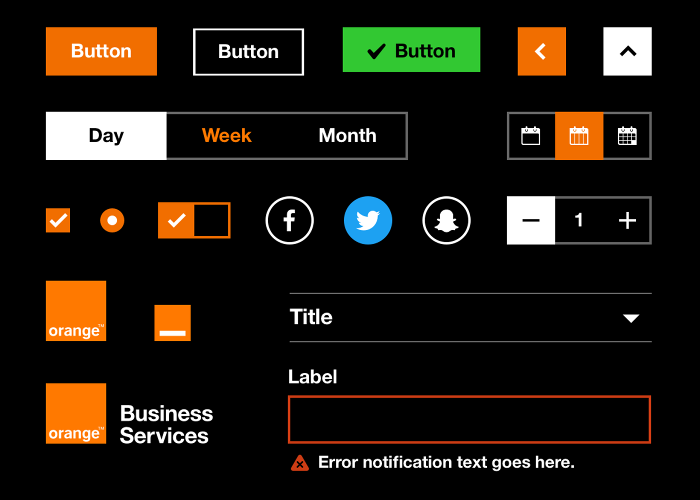 Button
Button
Button
Day
Week
Month
1
orange™
Title
Label
orange™
Business
Services
Error notification text goes here.